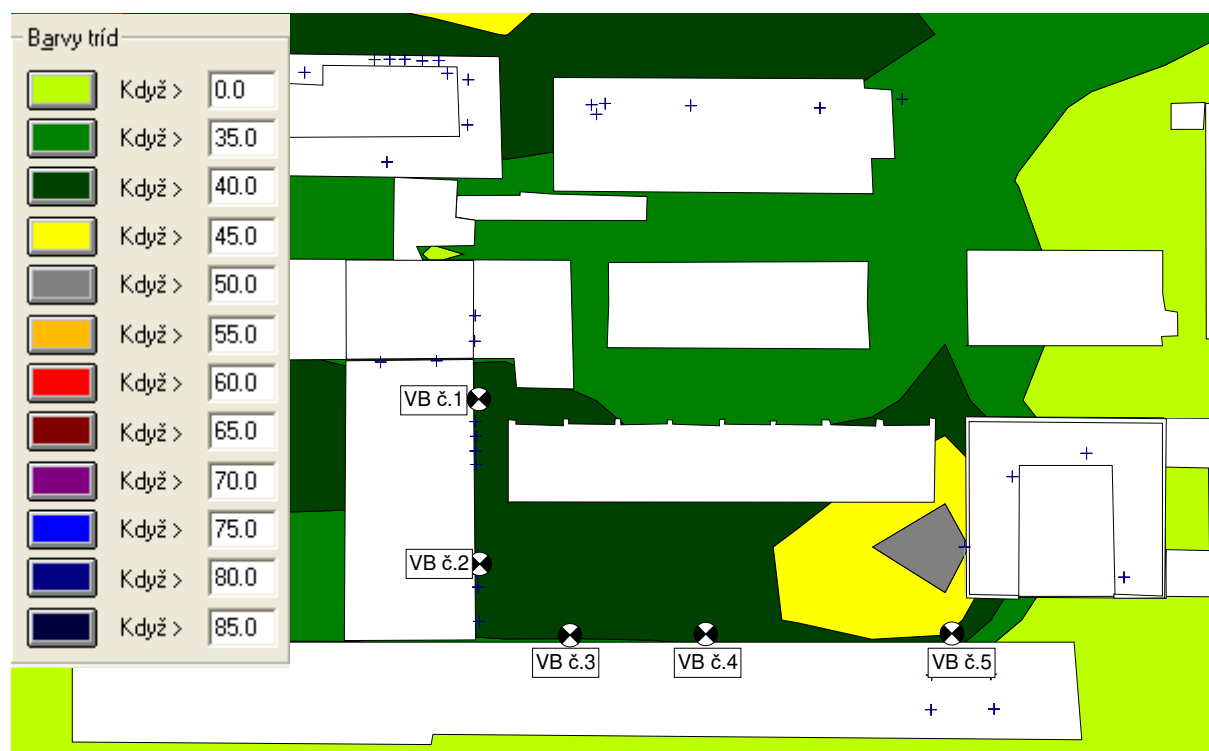 Barvy tríd
Když > 0.0
Když > 35.0
Když > 40.0
Když > 45.0
Když > 50.0
Když > 55.0
Když > 60.0
Když > 65.0
Když > 70.0
Když > 75.0
Když > 80.0
Když > 85.0
VB č.1
VB č.2
VB č.3
VB č.4
VB č.5